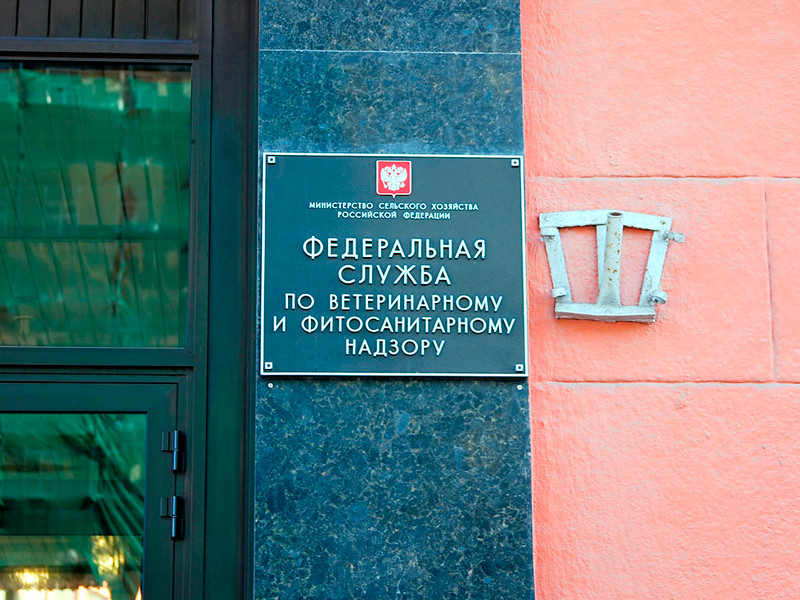 МИНИСТЕРСТВО СЕЛЬСКОГО ХОЗЯЙСТВА
РОССИЙСКОЙ ФЕДЕРАЦИИ
ФЕДЕРАЛЬНАЯ
СЛУЖБА
ПО ВЕТЕРИНАРНОМУ
И ФИТОСАНИТАРНОМУ
НАДЗОРУ